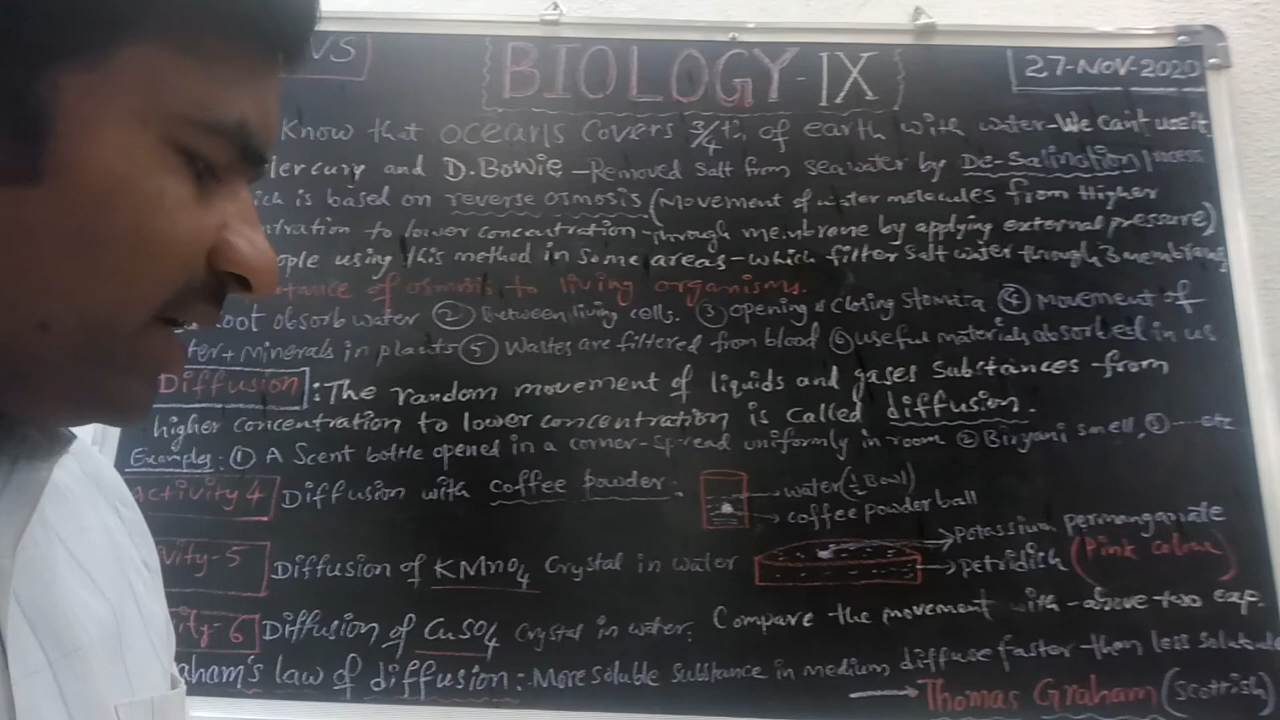 VS
BIOLOGY-IX
27-NOV-2020
Know that oceans covers 3/4th of earth with water-We can't use it
ercury and D.Bowie-Removed salt from seawater by De-Salination
ich is based on reverse osmosis (Movement of water molecules from Higher
ntration to lower concentration-through membrane by applying external pressure)
ople using this method in some areas-which filter salt water through 3 membrans
tance of osmosis to living organisms.
oot absorb water ② Between living cells. ③ opening & closing stomata ④ Movement of
ter+Minerals in plants ⑤ Wastes are filtered from blood ⑥ useful materials absorbed in us
Diffusion:The random movement of liquids and gases substances from
higher concentration to lower concentration is called diffusion.
Examples: ① A Scent bottle opened in a corner-spread uniformly in room ② Biryani smell, ③ ----etc
Activity 4 Diffusion with coffee powder:
water(½ Bowl)
coffee powder ball
vity-5 Diffusion of KMnO4 Crystal in water
Potassium permanganate
petridish (Pink colour)
ity-6 Diffusion of CuSO4 Crystal in water. Compare the movement with-above two exp.
aham's law of diffusion:-More soluble substance in medium diffuse faster than less soluble
Thomas Graham (Scottish)